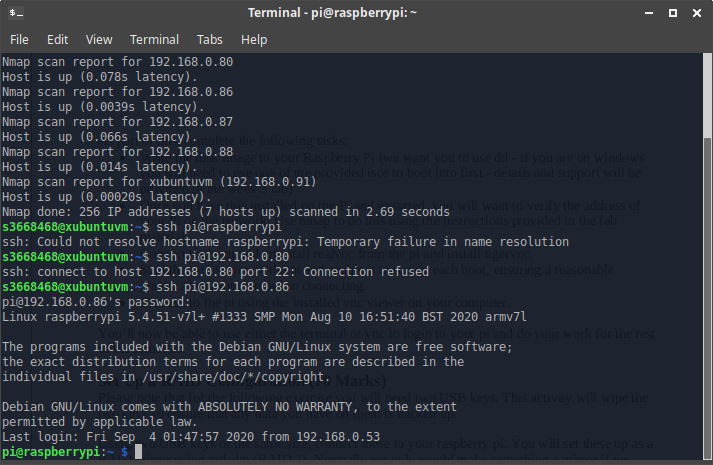 Terminal - pi@raspberrypi: ~
File Edit View Terminal Tabs Help
Nmap scan report for 192.168.0.80
Host is up (0.078s latency).
Nmap scan report for 192.168.0.86
Host is up (0.0039s latency).
Nmap scan report for 192.168.0.87
Host is up (0.066s latency).
Nmap scan report for 192.168.0.88
Host is up (0.014s latency).
Nmap scan report for xubuntuvm (192.168.0.91)
Host is up (0.00020s latency).
Nmap done: 256 IP addresses (7 hosts up) scanned in 2.69 seconds
s3668468@xubuntuvm:~$ ssh pi@raspberrypi
ssh: Could not resolve hostname raspberrypi: Temporary failure in name resolution
s3668468@xubuntuvm:~$ ssh pi@192.168.0.80
ssh: connect to host 192.168.0.80 port 22: Connection refused
s3668468@xubuntuvm:~$ ssh pi@192.168.0.86
pi@192.168.0.86's password:
Linux raspberrypi 5.4.51-v7l+ #1333 SMP Mon Aug 10 16:51:40 BST 2020 armv7l
The programs included with the Debian GNU/Linux system are free software;
the exact distribution terms for each program are described in the
individual files in /usr/share/doc/*/copyright.
Debian GNU/Linux comes with ABSOLUTELY NO WARRANTY, to the extent
permitted by applicable law.
Last login: Fri Sep  4 01:47:57 2020 from 192.168.0.53
pi@raspberrypi:~ $